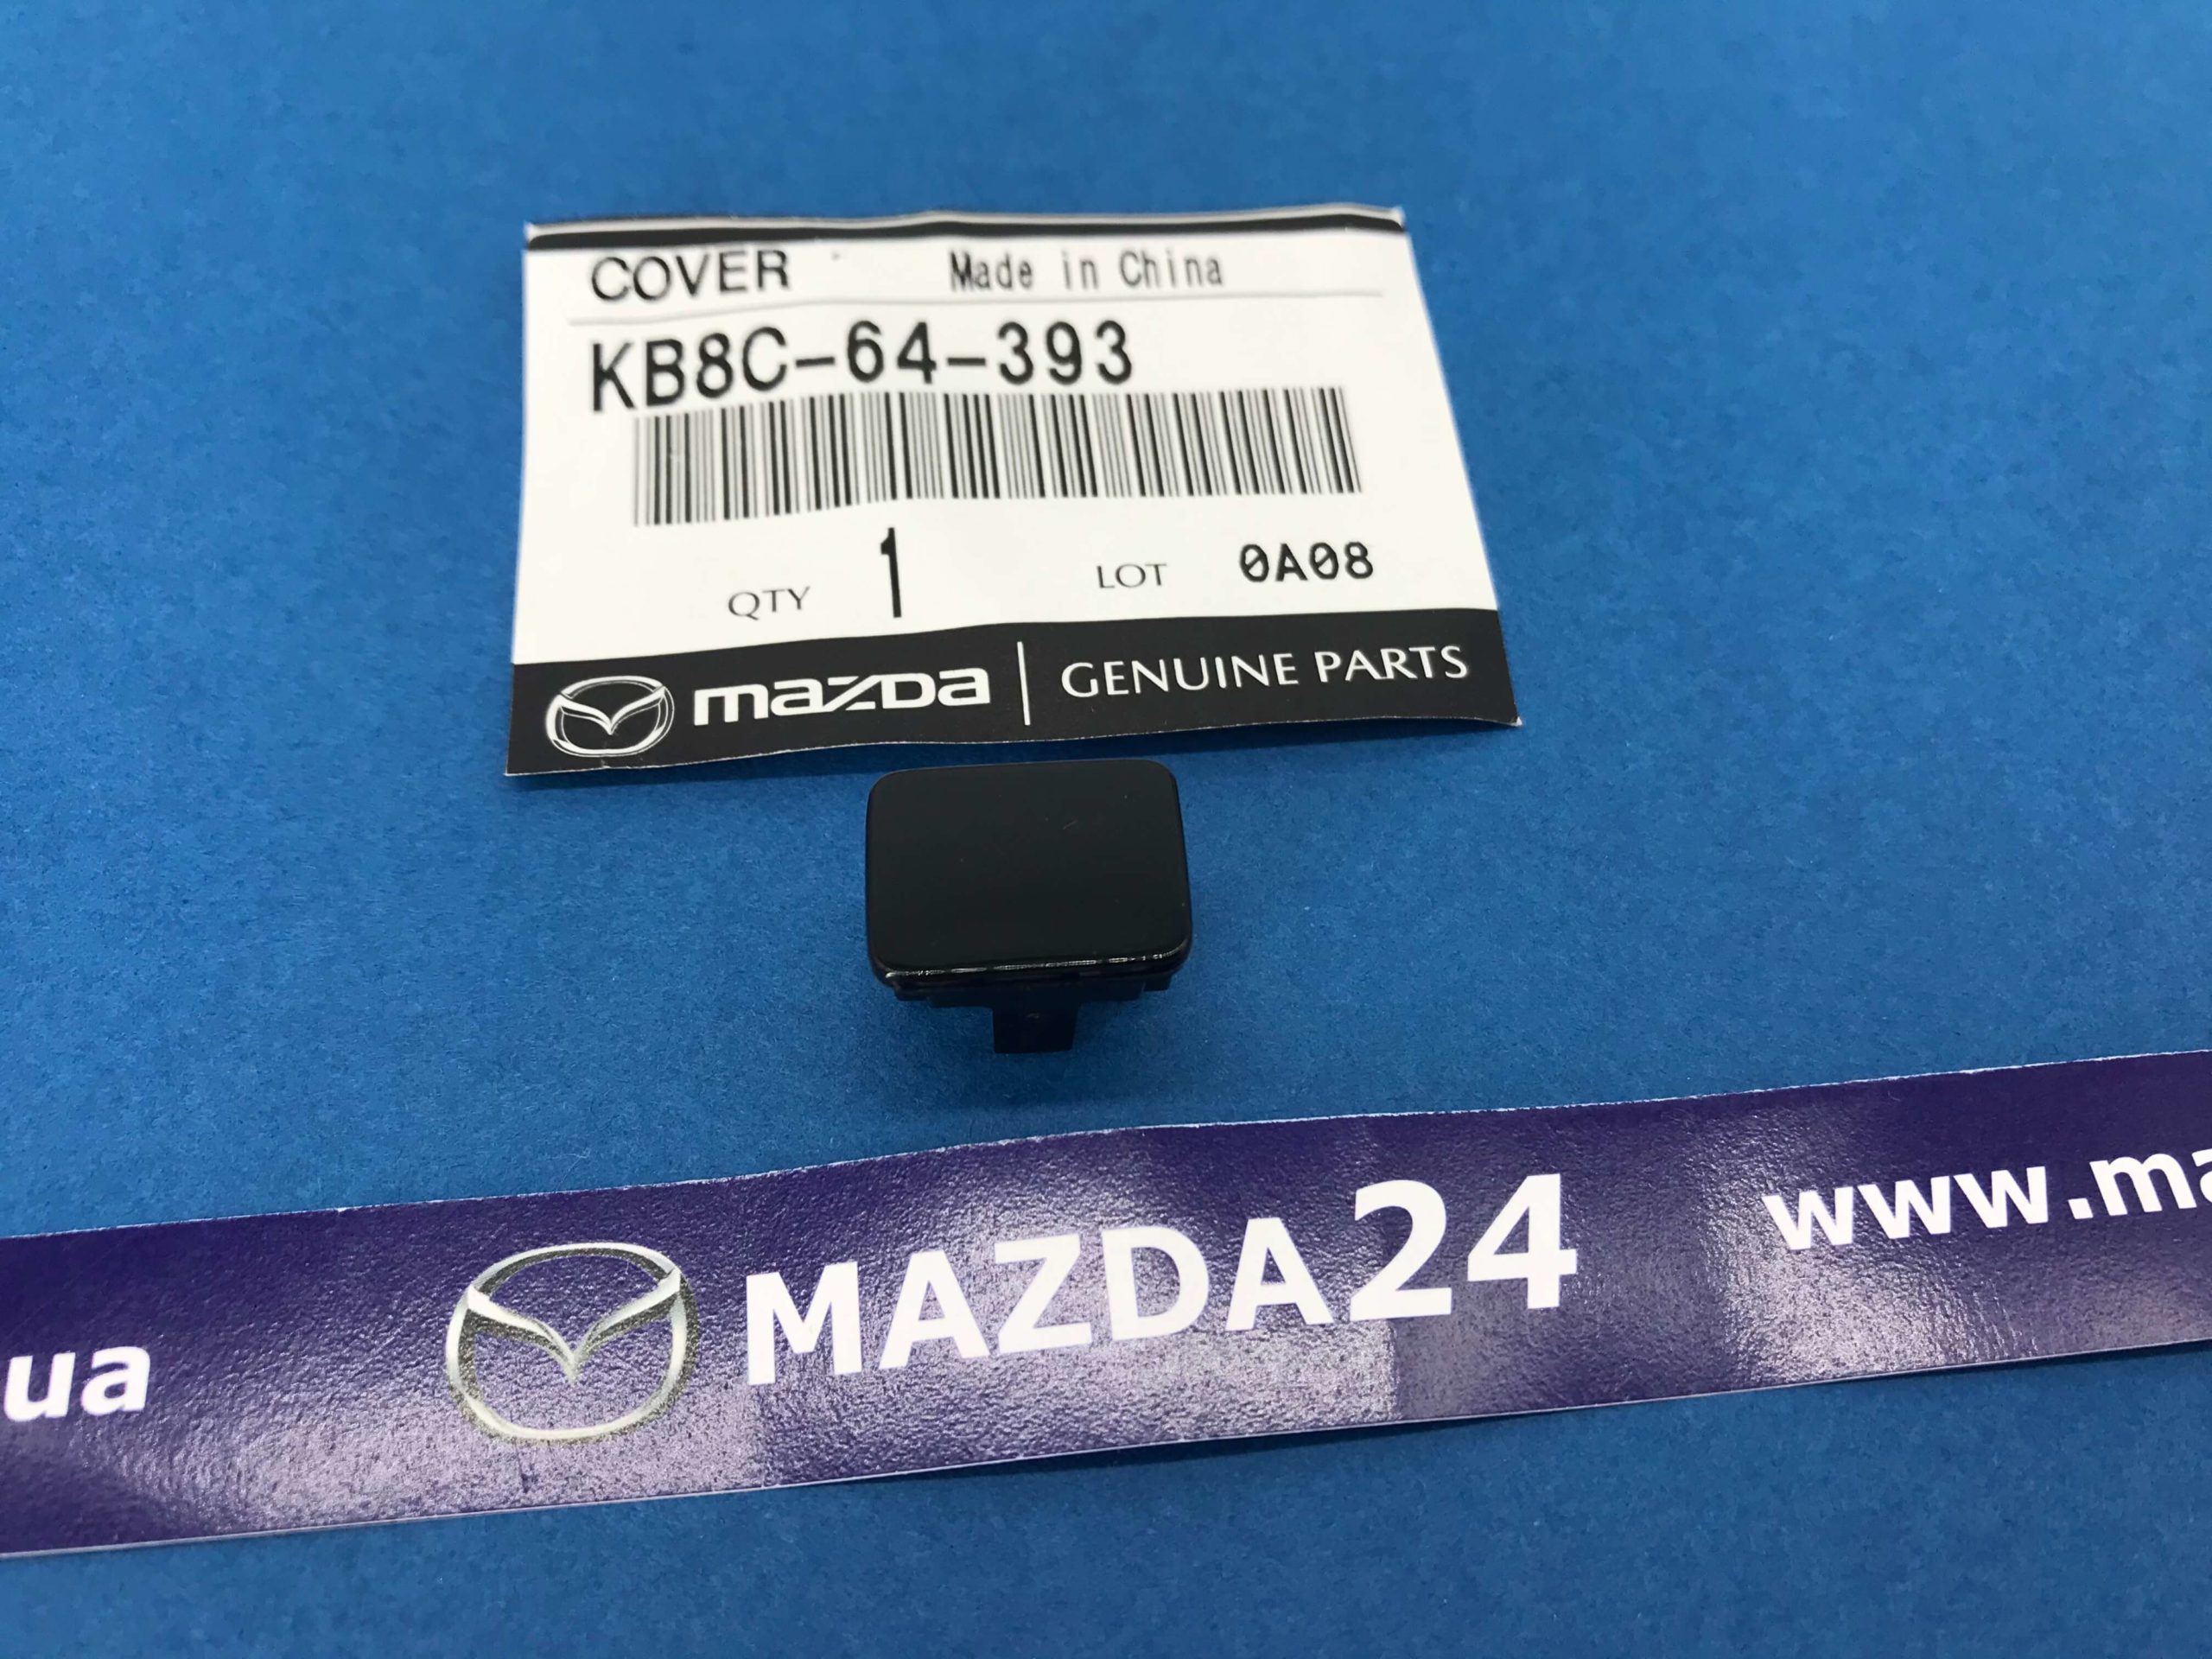 COVER Made in China
KB8C-64-393
QTY 1 LOT 0A08
mazda GENUINE PARTS
ua MAZDA24 www.ma